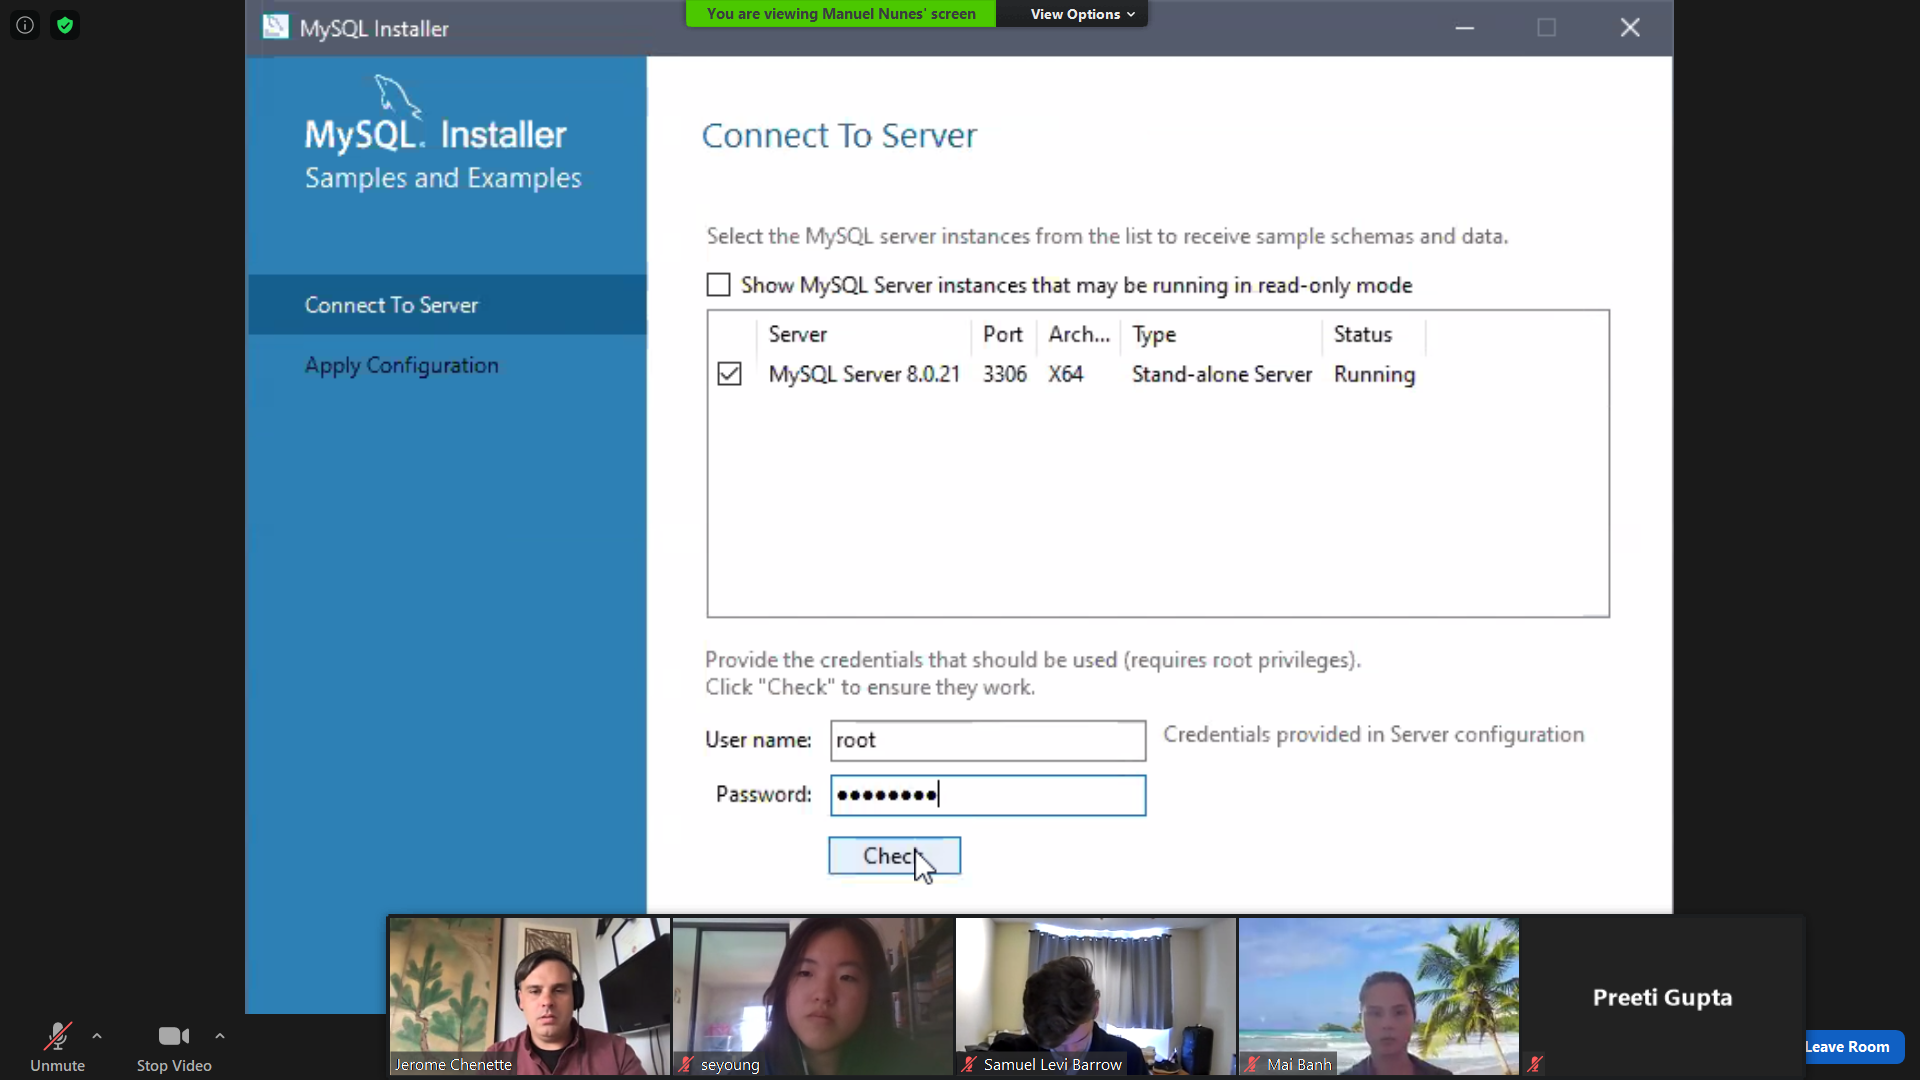 You are viewing Manuel Nunes' screen
View Options
MySQL Installer
MySQL. Installer
Samples and Examples
Connect To Server
Apply Configuration
Connect To Server
Select the MySQL server instances from the list to receive sample schemas and data.
Show MySQL Server instances that may be running in read-only mode
Server Port Arch... Type Status
MySQL Server 8.0.21 3306 X64 Stand-alone Server Running
Provide the credentials that should be used (requires root privileges).
Click "Check" to ensure they work.
User name: root Credentials provided in Server configuration
Password: ••••••••
Check
Unmute
Stop Video
Jerome Chenette
seyoung
Samuel Levi Barrow
Mai Banh
Preeti Gupta
Leave Room